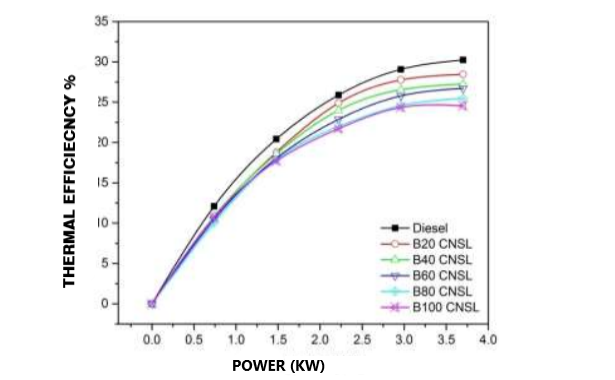 35
30
25
20
15
10
5
0
THERMAL EFFICIECNCY %
Diesel
B20 CNSL
B40 CNSL
B60 CNSL
B80 CNSL
B100 CNSL
0.0 0.5 1.0 1.5 2.0 2.5 3.0 3.5 4.0
POWER (KW)